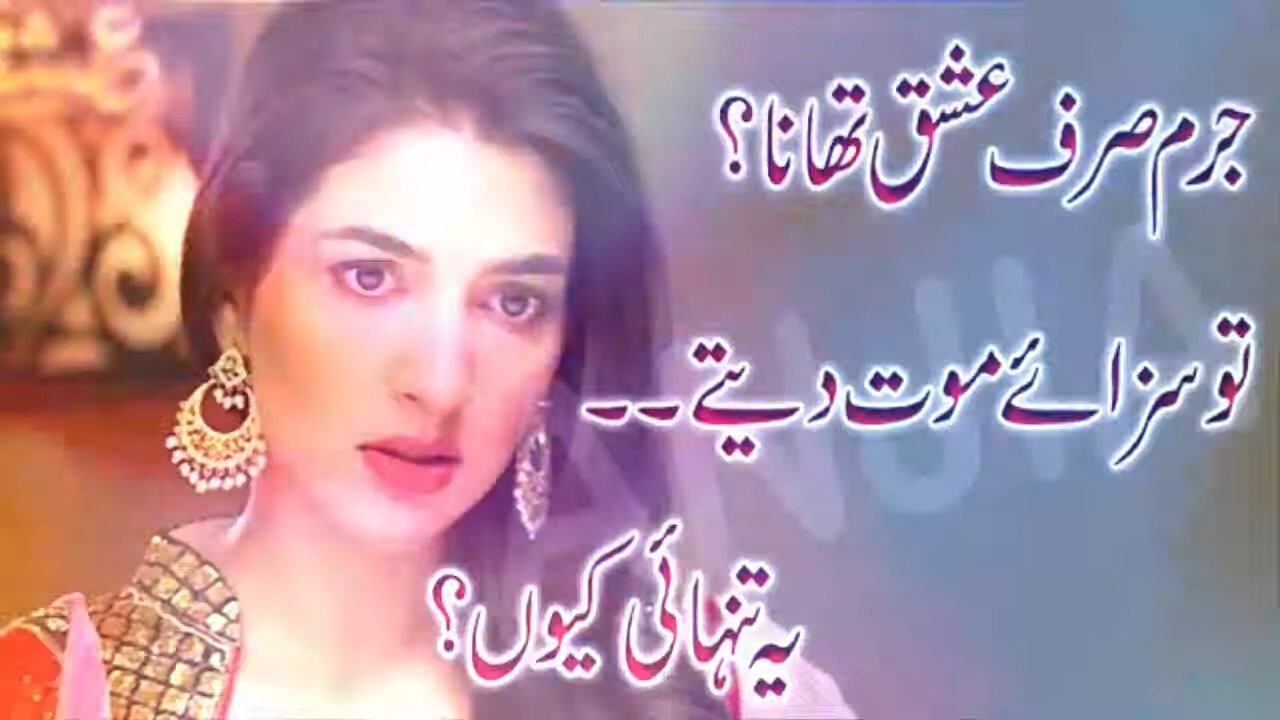 جرم صرف عشق تھا نا؟
تو سزائے موت دیتے۔۔
یہ تنہائی کیوں؟